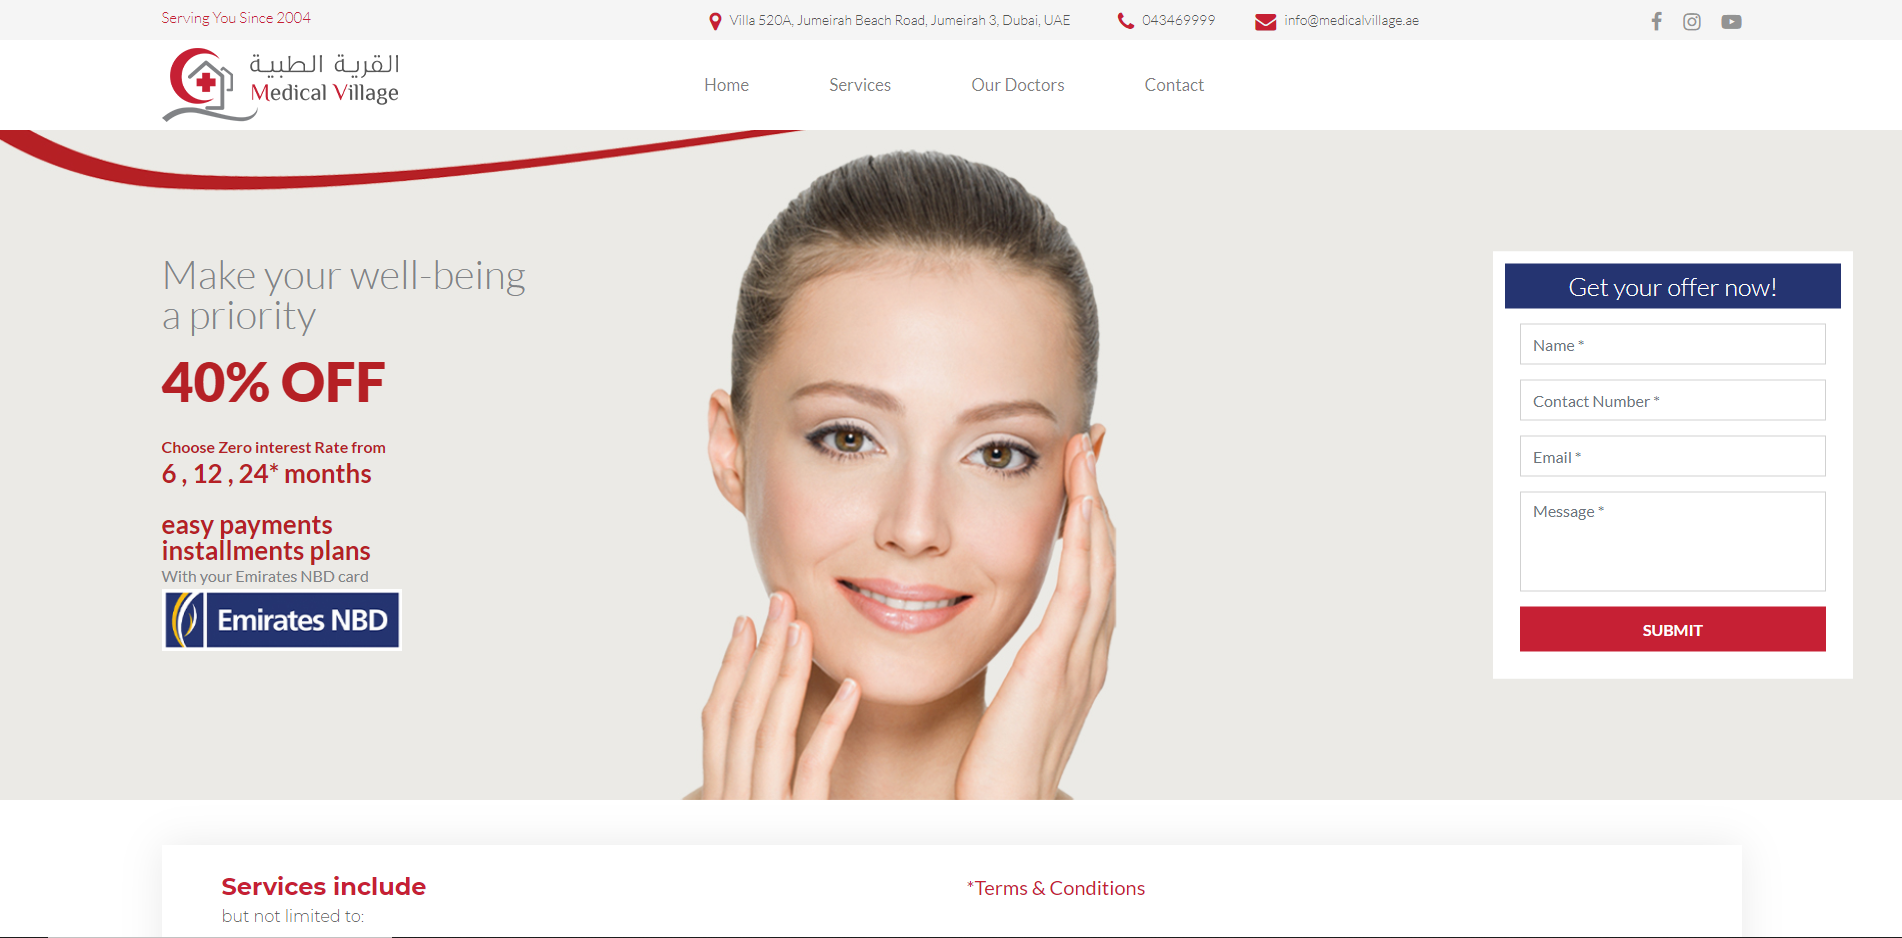 Serving You Since 2004
Villa 520A, Jumeirah Beach Road, Jumeirah 3, Dubai, UAE
043469999
info@medicalvillage.ae
القرية الطبية
Medical Village
Home
Services
Our Doctors
Contact
Make your well-being
a priority
40% OFF
Choose Zero interest Rate from
6 , 12 , 24* months
easy payments
installments plans
With your Emirates NBD card
Emirates NBD
Get your offer now!
Name *
Contact Number *
Email *
Message *
SUBMIT
Services include
but not limited to:
*Terms & Conditions